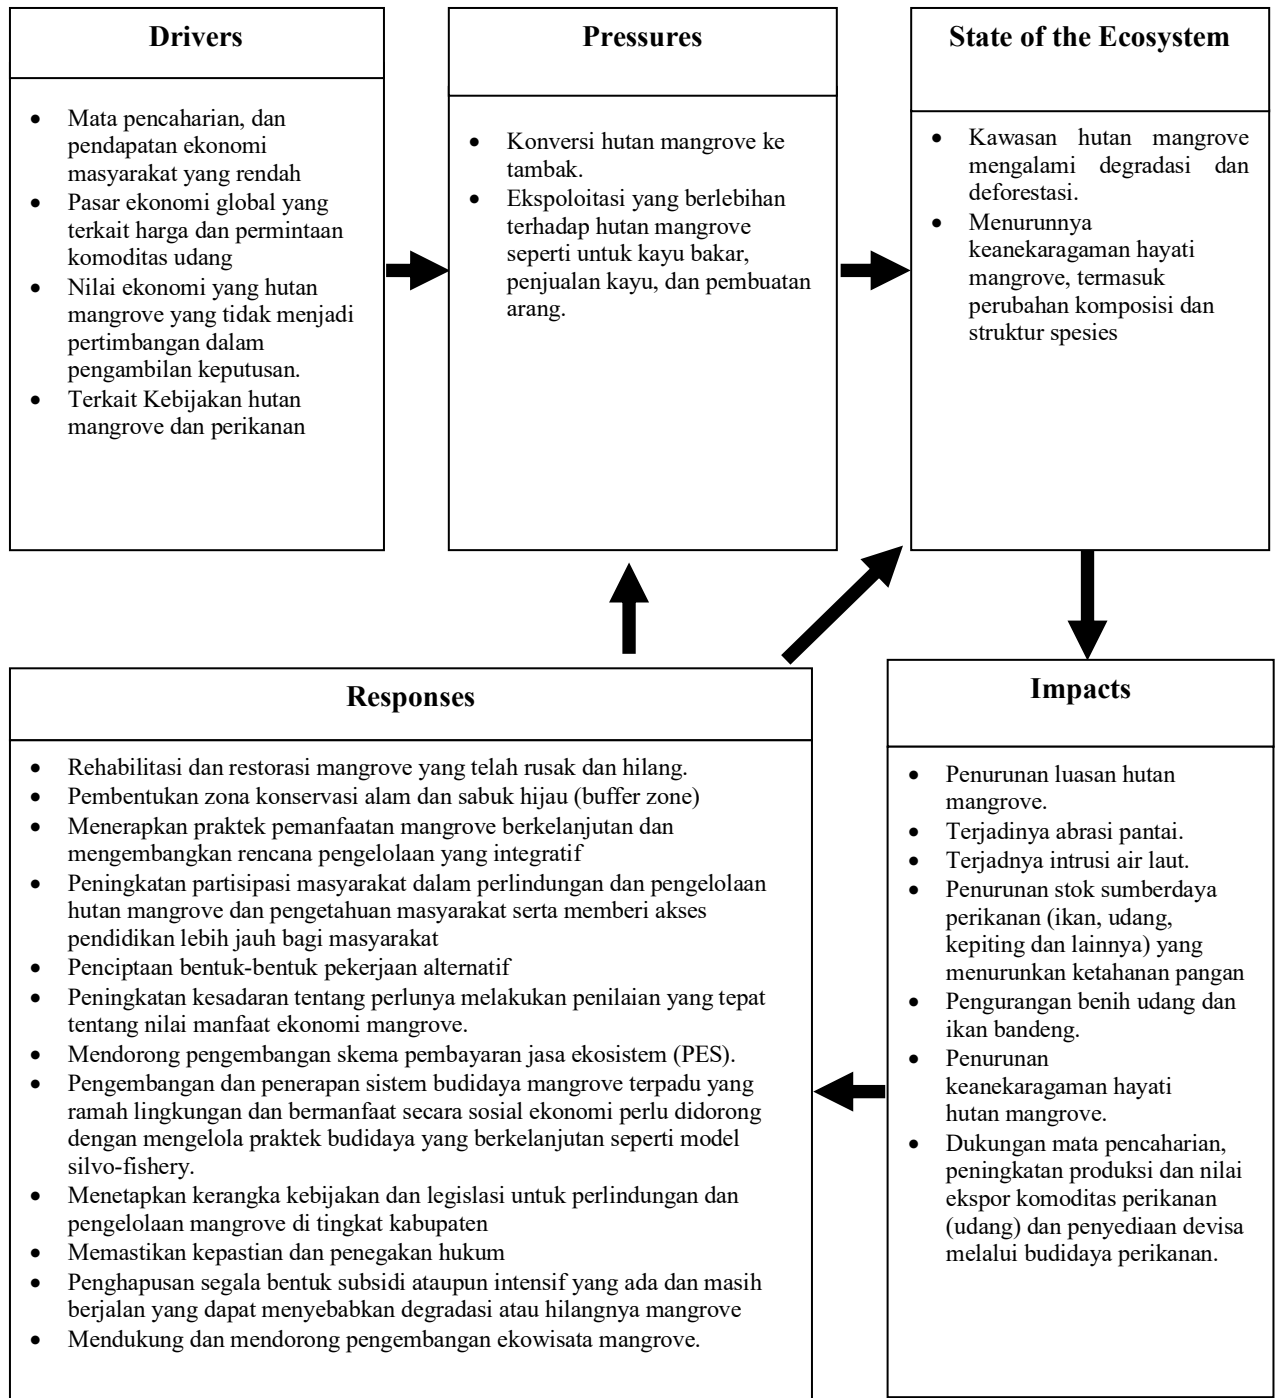 Drivers
• Mata pencaharian, dan
pendapatan ekonomi
masyarakat yang rendah
• Pasar ekonomi global yang
terkait harga dan permintaan
komoditas udang
• Nilai ekonomi yang hutan
mangrove yang tidak menjadi
pertimbangan dalam
pengambilan keputusan.
• Terkait Kebijakan hutan
mangrove dan perikanan
Pressures
• Konversi hutan mangrove ke
tambak.
• Ekspoloitasi yang berlebihan
terhadap hutan mangrove
seperti untuk kayu bakar,
penjualan kayu, dan pembuatan
arang.
State of the Ecosystem
• Kawasan hutan mangrove
mengalami degradasi dan
deforestasi.
• Menurunnya
keanekaragaman hayati
mangrove, termasuk
perubahan komposisi dan
struktur spesies
Responses
• Rehabilitasi dan restorasi mangrove yang telah rusak dan hilang.
• Pembentukan zona konservasi alam dan sabuk hijau (buffer zone)
• Menerapkan praktek pemanfaatan mangrove berkelanjutan dan
mengembangkan rencana pengelolaan yang integratif
• Peningkatan partisipasi masyarakat dalam perlindungan dan pengelolaan
hutan mangrove dan pengetahuan masyarakat serta memberi akses
pendidikan lebih jauh bagi masyarakat
• Penciptaan bentuk-bentuk pekerjaan alternatif
• Peningkatan kesadaran tentang perlunya melakukan penilaian yang tepat
tentang nilai manfaat ekonomi mangrove.
• Mendorong pengembangan skema pembayaran jasa ekosistem (PES).
• Pengembangan dan penerapan sistem budidaya mangrove terpadu yang
ramah lingkungan dan bermanfaat secara sosial ekonomi perlu didorong
dengan mengelola praktek budidaya yang berkelanjutan seperti model
silvo-fishery.
• Menetapkan kerangka kebijakan dan legislasi untuk perlindungan dan
pengelolaan mangrove di tingkat kabupaten
• Memastikan kepastian dan penegakan hukum
• Penghapusan segala bentuk subsidi ataupun intensif yang ada dan masih
berjalan yang dapat menyebabkan degradasi atau hilangnya mangrove
• Mendukung dan mendorong pengembangan ekowisata mangrove.
Impacts
• Penurunan luasan hutan
mangrove.
• Terjadinya abrasi pantai.
• Terjadnya intrusi air laut.
• Penurunan stok sumberdaya
perikanan (ikan, udang,
kepiting dan lainnya) yang
menurunkan ketahanan pangan
• Pengurangan benih udang dan
ikan bandeng.
• Penurunan
keanekaragaman hayati
hutan mangrove.
• Dukungan mata pencaharian,
peningkatan produksi dan nilai
ekspor komoditas perikanan
(udang) dan penyediaan devisa
melalui budidaya perikanan.